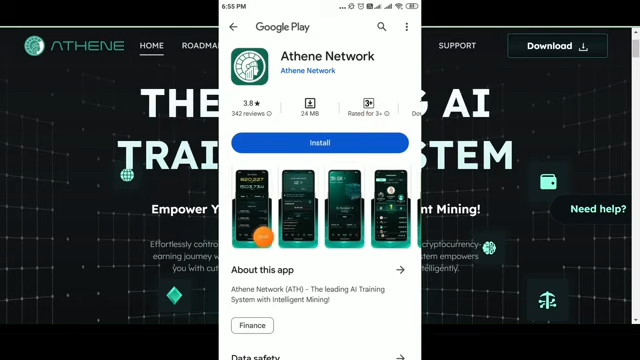 6:55 PM
Google Play
ATHENE
HOME
ROADMA
SUPPORT
Download
Athene Network
Athene Network
3.8★
342 reviews
24 MB
3+
Rated for 3+
Do
Install
THE
G AI
TRAI
STEM
Empower Y
nt Mining!
Need help?
Effortlessly contro
cryptocurrency-
earning journey w
system empowers
you with cut
telligently.
About this app
Athene Network (ATH) - The leading AI Training
System with Intelligent Mining!
Finance
Data safety